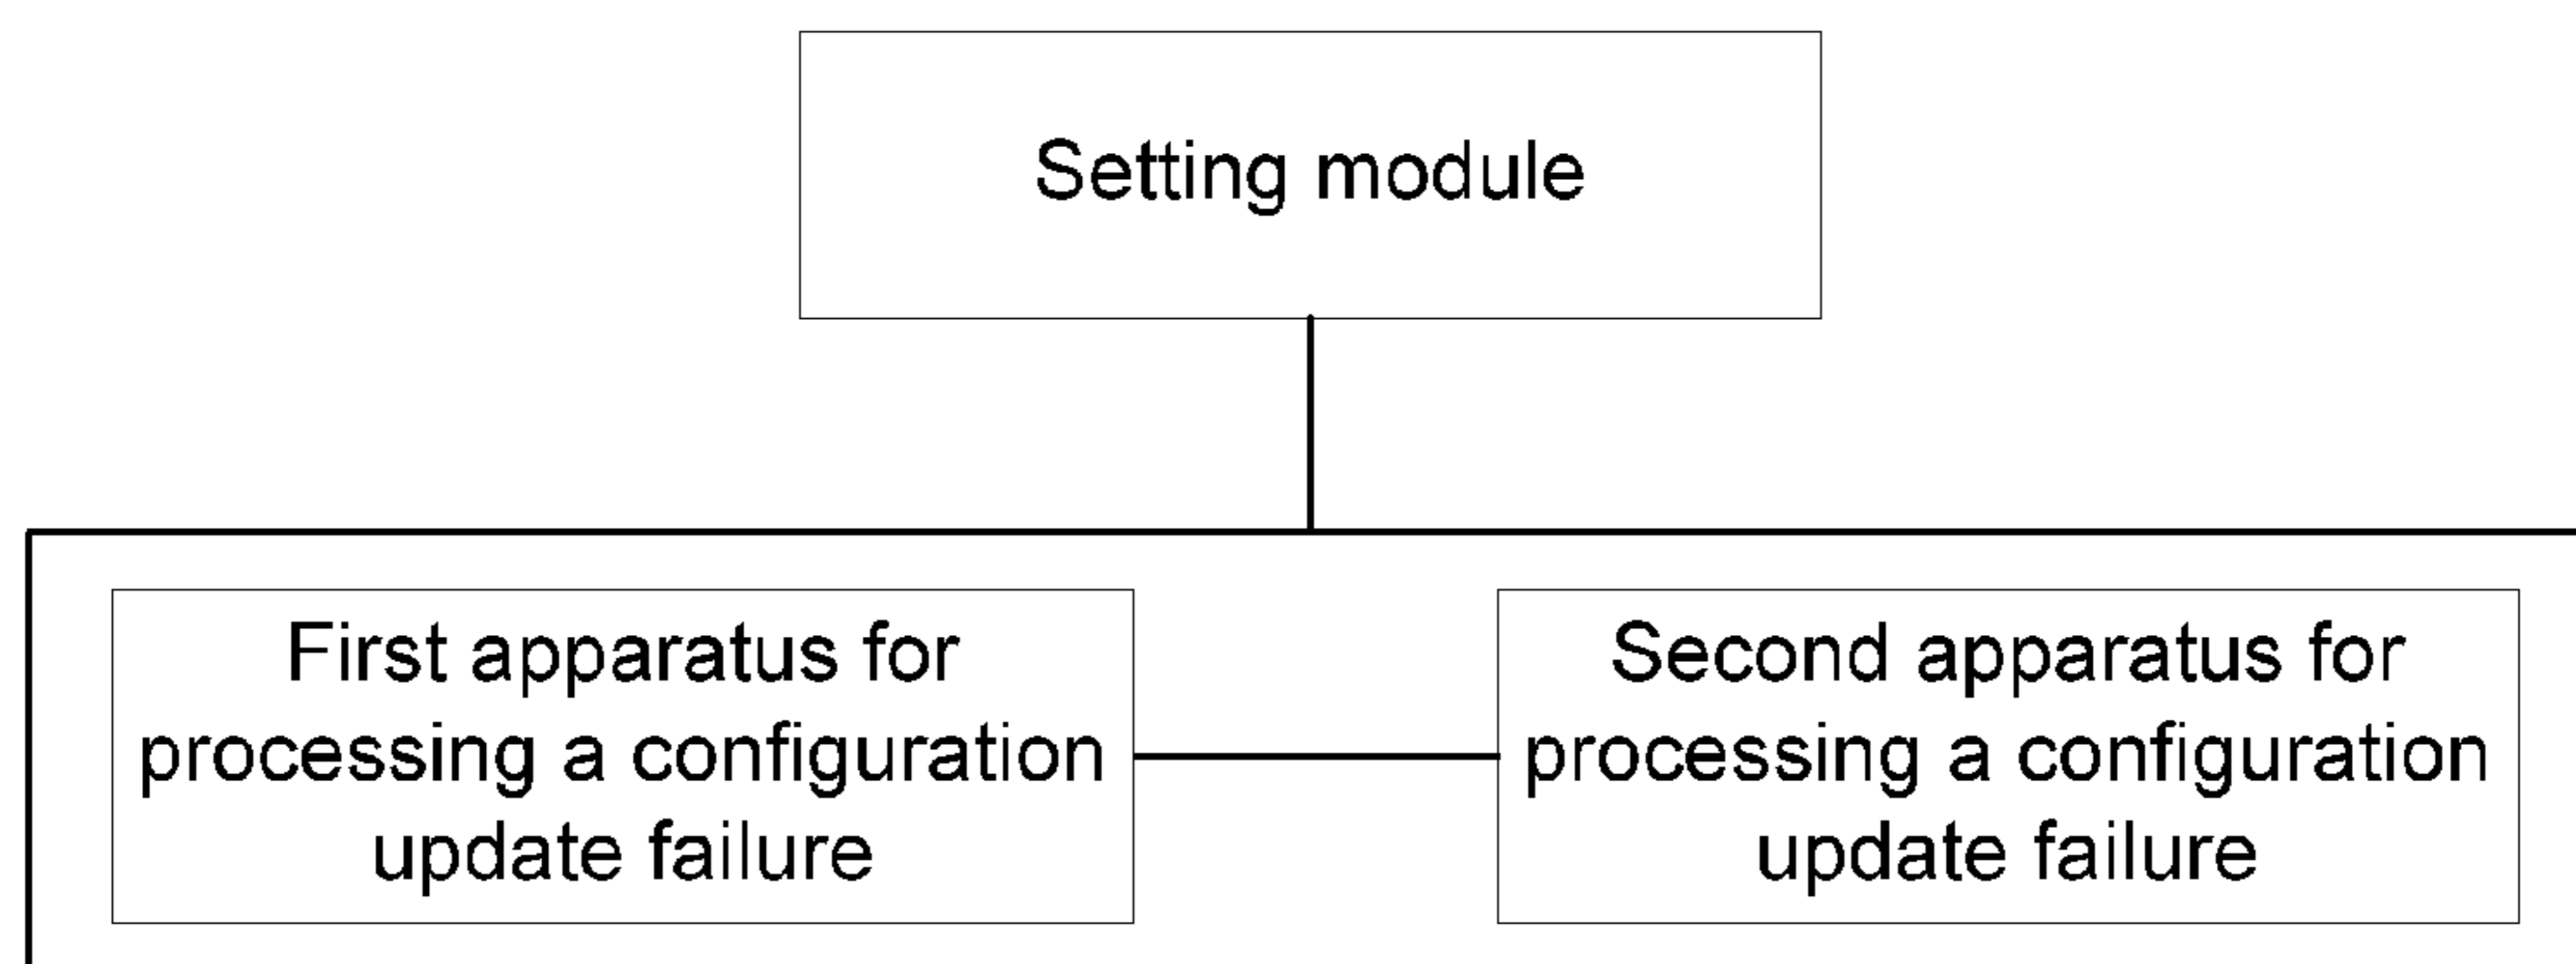 Setting module
First apparatus for
processing a configuration
update failure
Second apparatus for
processing a configuration
update failure